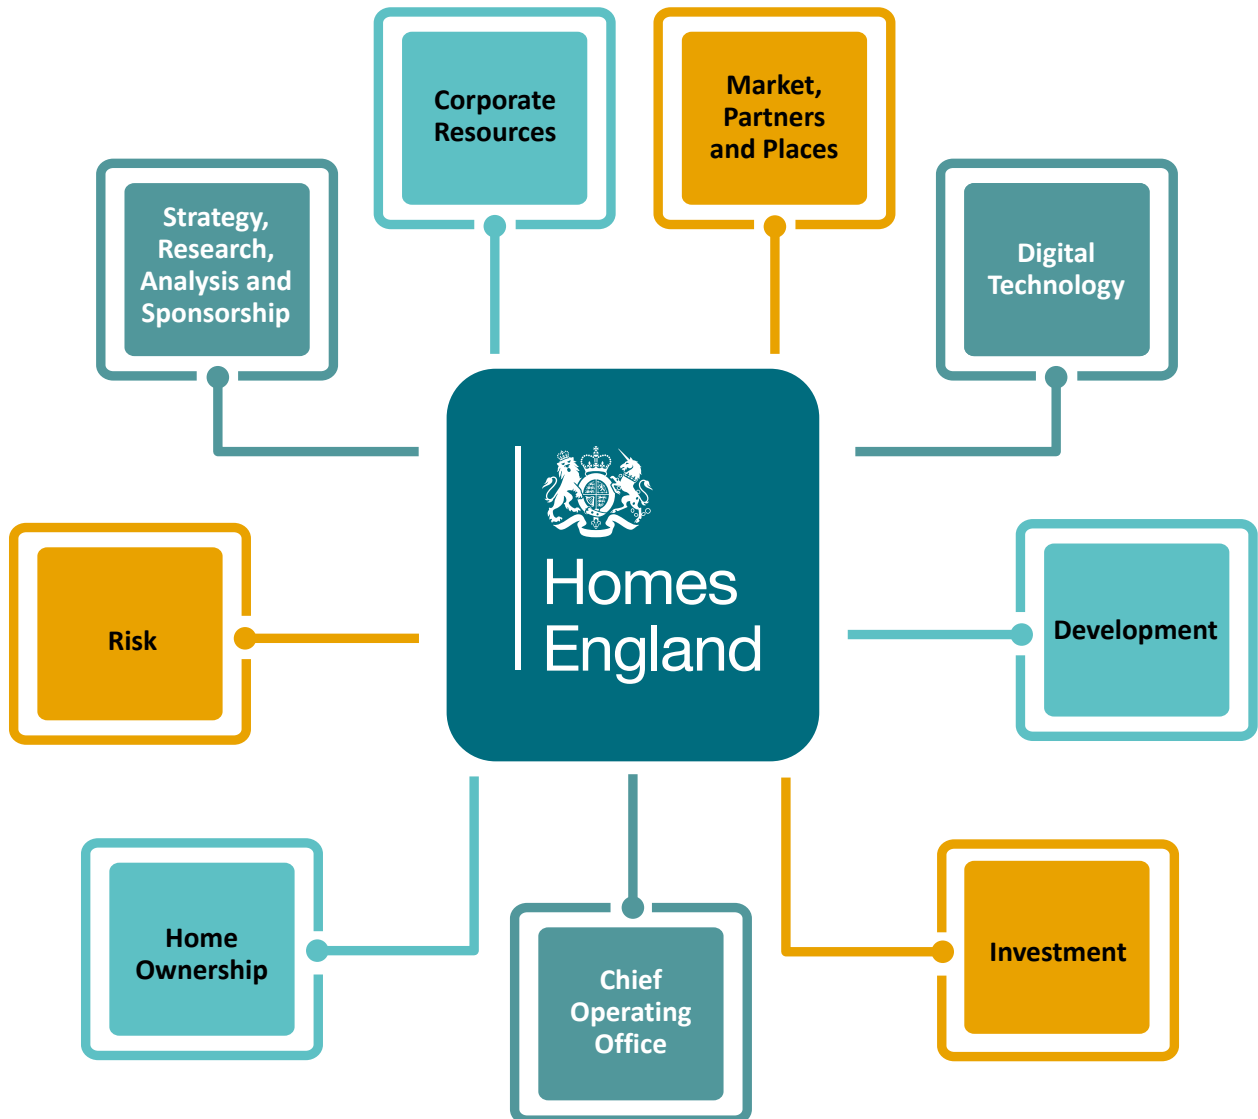 Corporate
Resources
Market,
Partners
and Places
Strategy,
Research,
Analysis and
Sponsorship
Digital
Technology
Homes
England
Risk
Development
Home
Ownership
Chief
Operating
Office
Investment